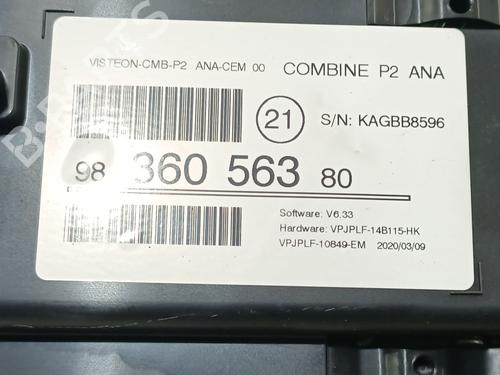 VISTEON-CMB-P2 ANA-CEM 00 COMBINE P2 ANA
21 S/N: KAGBB8596
98 360 563 80
Software: V6.33
Hardware: VPJPLF-14B115-HK
VPJPLF-10849-EM 2020/03/09